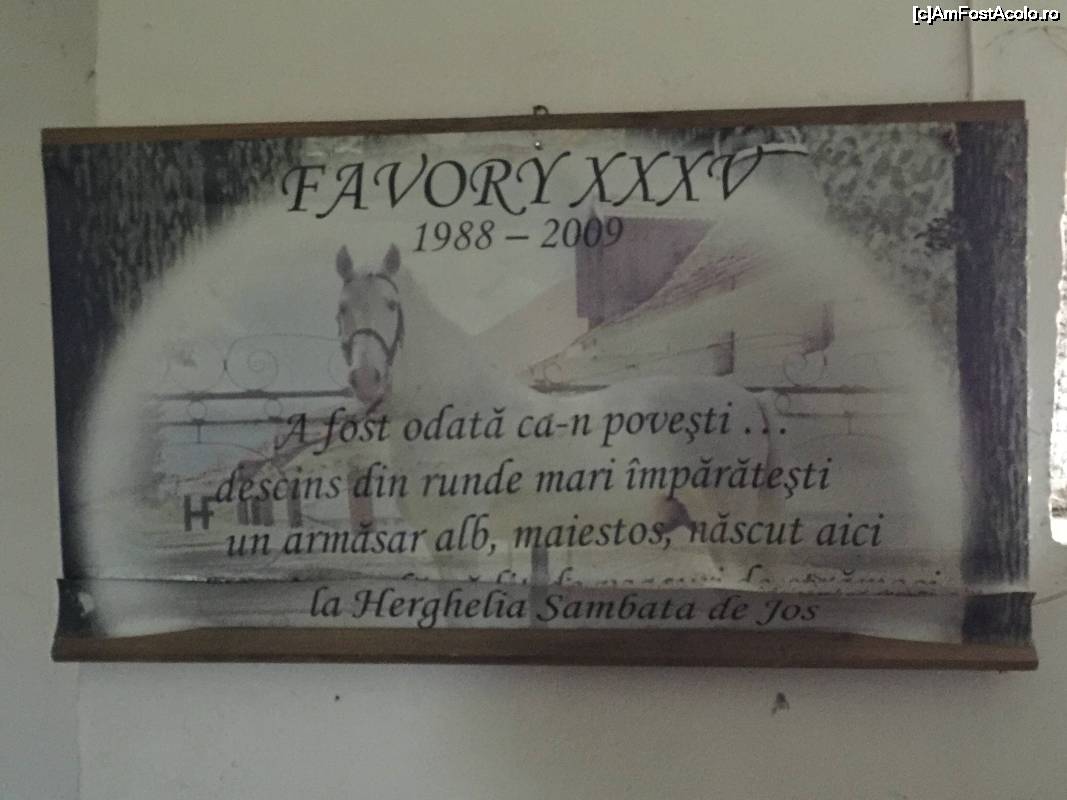 [c]AmFostAcolo.ro
FAVORY XXXV
1988 – 2009
A fost odată ca-n poveşti ...
descins din runde mari împărăteşti
H
un armăsar alb, maiestos, născut aici
la Herghelia Sambata de Jos